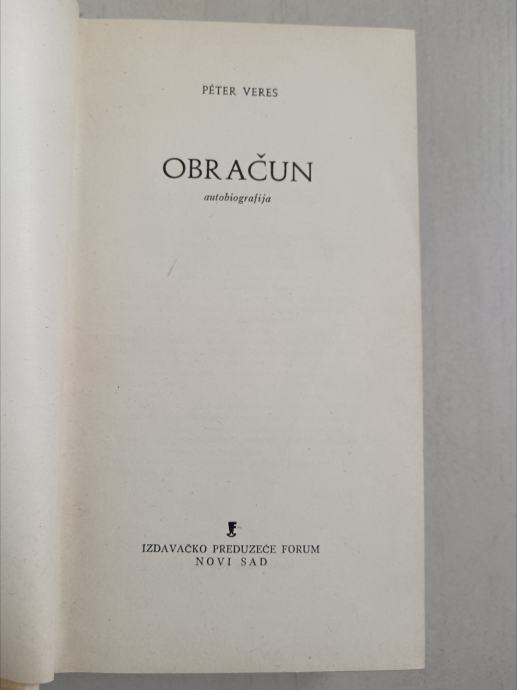 PÉTER VERES
OBRAČUN
autobiografija
F
IZDAVAČKO PREDUZEĆE FORUM
NOVI SAD